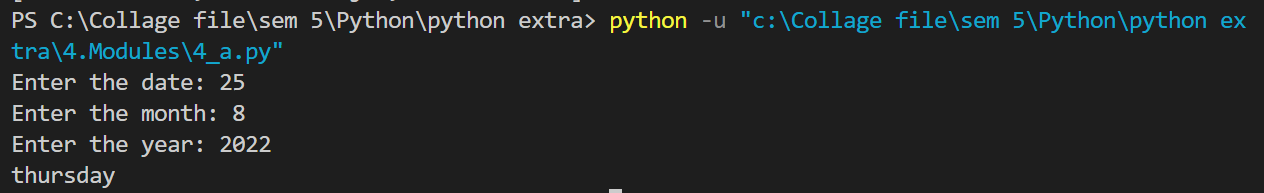 PS C:\Collage file\sem 5\Python\python extra> python -u "c:\Collage file\sem 5\Python\python ex
tra\4.Modules\4_a.py"
Enter the date: 25
Enter the month: 8
Enter the year: 2022
thursday